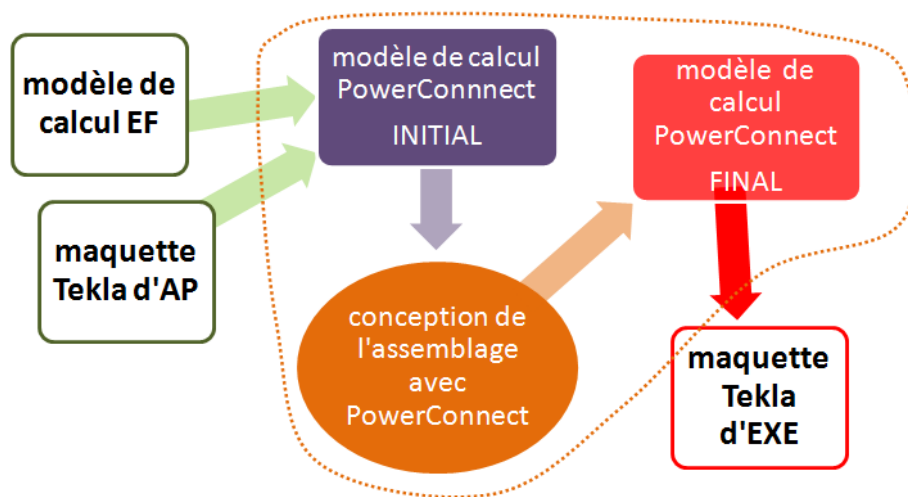 modèle de
calcul EF
maquette
Tekla d'AP
modèle de calcul
PowerConnnect
INITIAL
conception de
l'assemblage
avec
PowerConnect
modèle de
calcul
PowerConnect
FINAL
maquette
Tekla
d'EXE